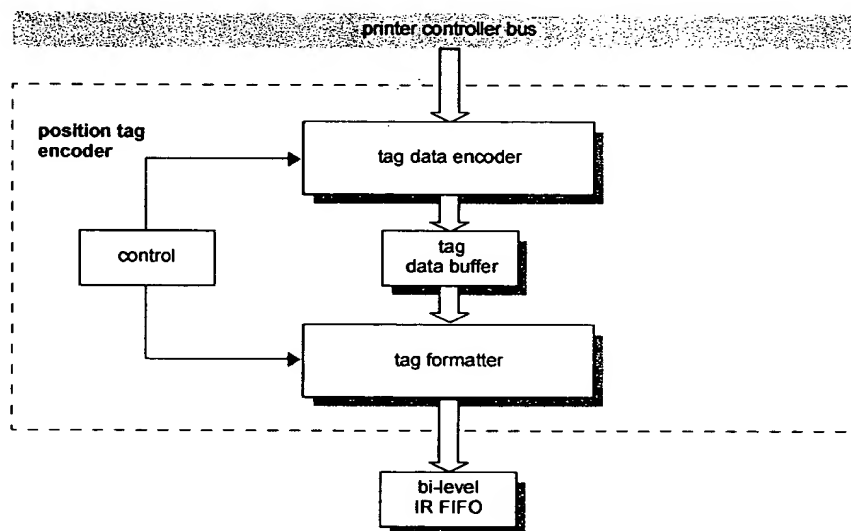 printer controller bus
position tag
encoder
tag data encoder
control
tag
data buffer
tag formatter
bi-level
IR FIFO